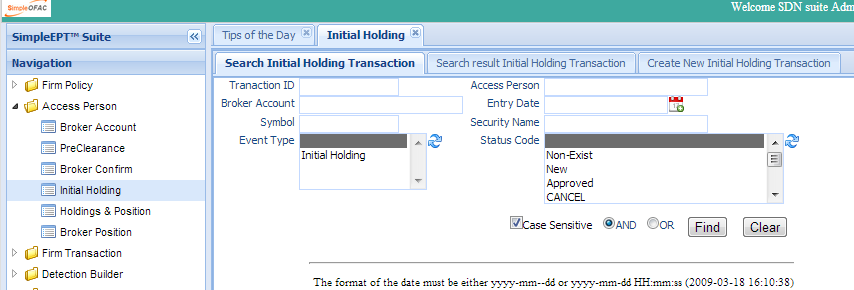 SimpleOFAC
Welcome SDN suite Adm
SimpleEPT™ Suite
Tips of the Day
Initial Holding
Navigation
Search Initial Holding Transaction
Search result Initial Holding Transaction
Create New Initial Holding Transaction
Firm Policy
Access Person
Broker Account
PreClearance
Broker Confirm
Initial Holding
Holdings & Position
Broker Position
Firm Transaction
Detection Builder
Tranaction ID
Access Person
Broker Account
Entry Date
Symbol
Security Name
Event Type
Initial Holding
Status Code
Non-Exist
New
Approved
CANCEL
Case Sensitive AND OR Find Clear
The format of the date must be either yyyy-mm--dd or yyyy-mm-dd HH:mm:ss (2009-03-18 16:10:38)